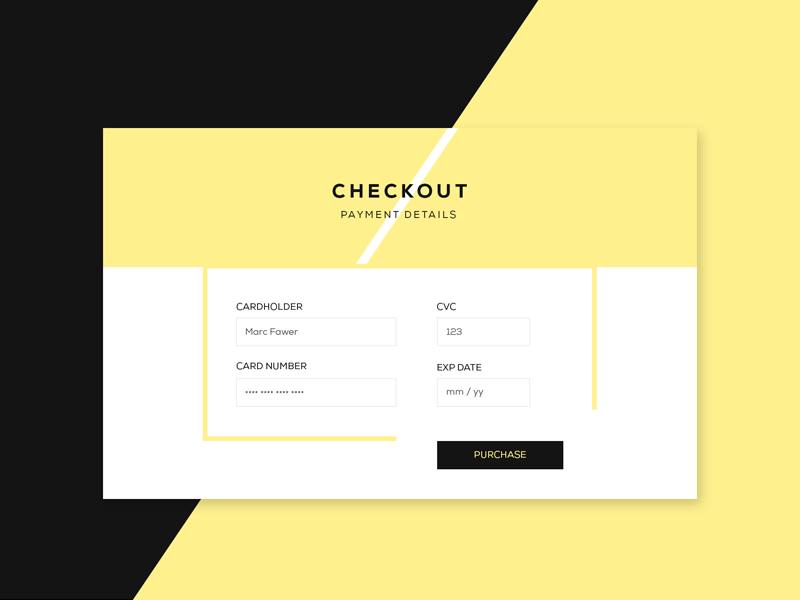 CHECKOUT
PAYMENT DETAILS
CARDHOLDER
Marc Fawer
CVC
123
CARD NUMBER
•••• •••• •••• ••••
EXP DATE
mm / yy
PURCHASE